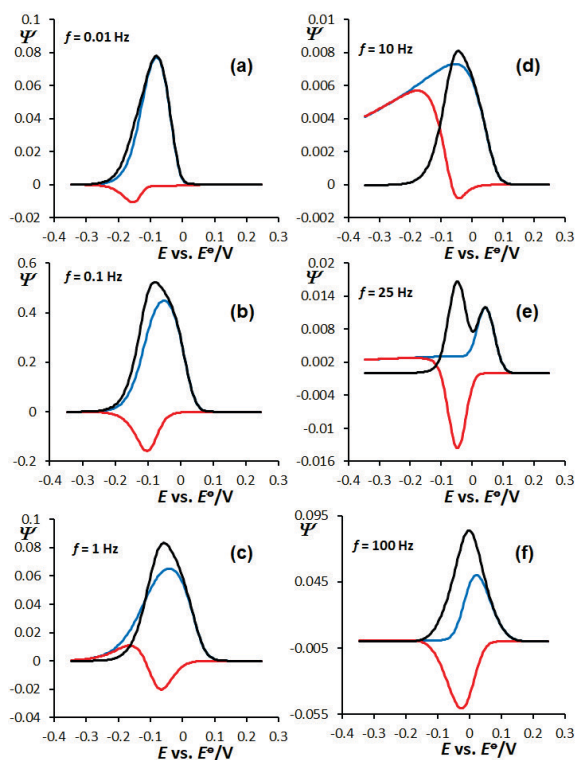 Ψ
0.1
0.08
0.06
0.04
0.02
0
-0.02
f = 0.01 Hz
(a)
-0.4 -0.3 -0.2 -0.1 0 0.1 0.2 0.3
E vs. E⦵/V
Ψ
0.01
0.008
0.006
0.004
0.002
0
-0.002
f = 10 Hz
(d)
-0.4 -0.3 -0.2 -0.1 0 0.1 0.2 0.3
E vs. E⦵/V
Ψ
0.6
0.4
0.2
0
-0.2
f = 0.1 Hz
(b)
-0.4 -0.3 -0.2 -0.1 0 0.1 0.2 0.3
E vs. E⦵/V
Ψ
0.02
0.014
0.008
0.002
-0.004
-0.01
-0.016
f = 25 Hz
(e)
-0.4 -0.3 -0.2 -0.1 0 0.1 0.2 0.3
E vs. E⦵/V
Ψ
0.1
0.08
0.06
0.04
0.02
0
-0.02
-0.04
f = 1 Hz
(c)
-0.4 -0.3 -0.2 -0.1 0 0.1 0.2 0.3
E vs. E⦵/V
Ψ
0.095
0.045
-0.005
-0.055
f = 100 Hz
(f)
-0.4 -0.3 -0.2 -0.1 0 0.1 0.2 0.3
E vs. E⦵/V